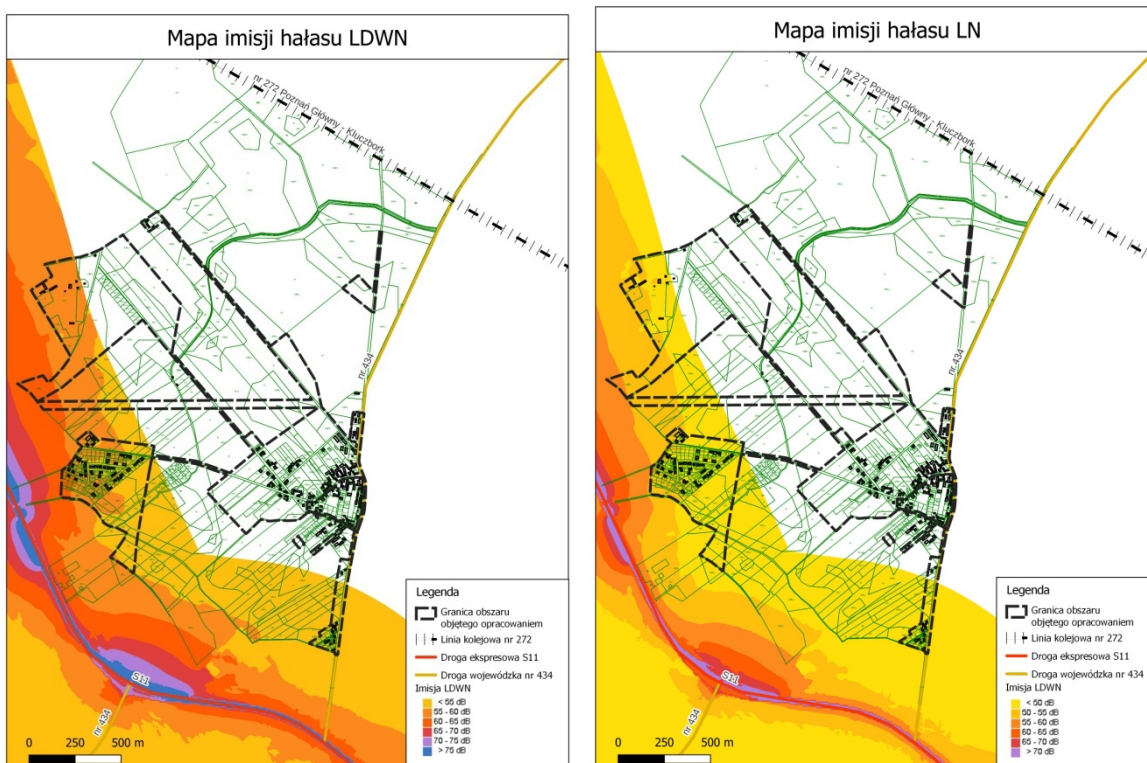 Mapa imisji hałasu LDWN
nr 272 Poznań Główny - Kluczbork
nr.434
S11
nr.434
0 250 500 m
Legenda
Granica obszaru
objętego opracowaniem
Linia kolejowa nr 272
Droga ekspresowa S11
Droga wojewódzka nr 434
Imisja LDWN
< 55 dB
55 - 60 dB
60 - 65 dB
65 - 70 dB
70 - 75 dB
> 75 dB
Mapa imisji hałasu LN
nr 272 Poznań Główny - Kluczbork
nr.434
S11
nr.434
0 250 500 m
Legenda
Granica obszaru
objętego opracowaniem
Linia kolejowa nr 272
Droga ekspresowa S11
Droga wojewódzka nr 434
Imisja LDWN
< 50 dB
50 - 55 dB
55 - 60 dB
60 - 65 dB
65 - 70 dB
> 70 dB